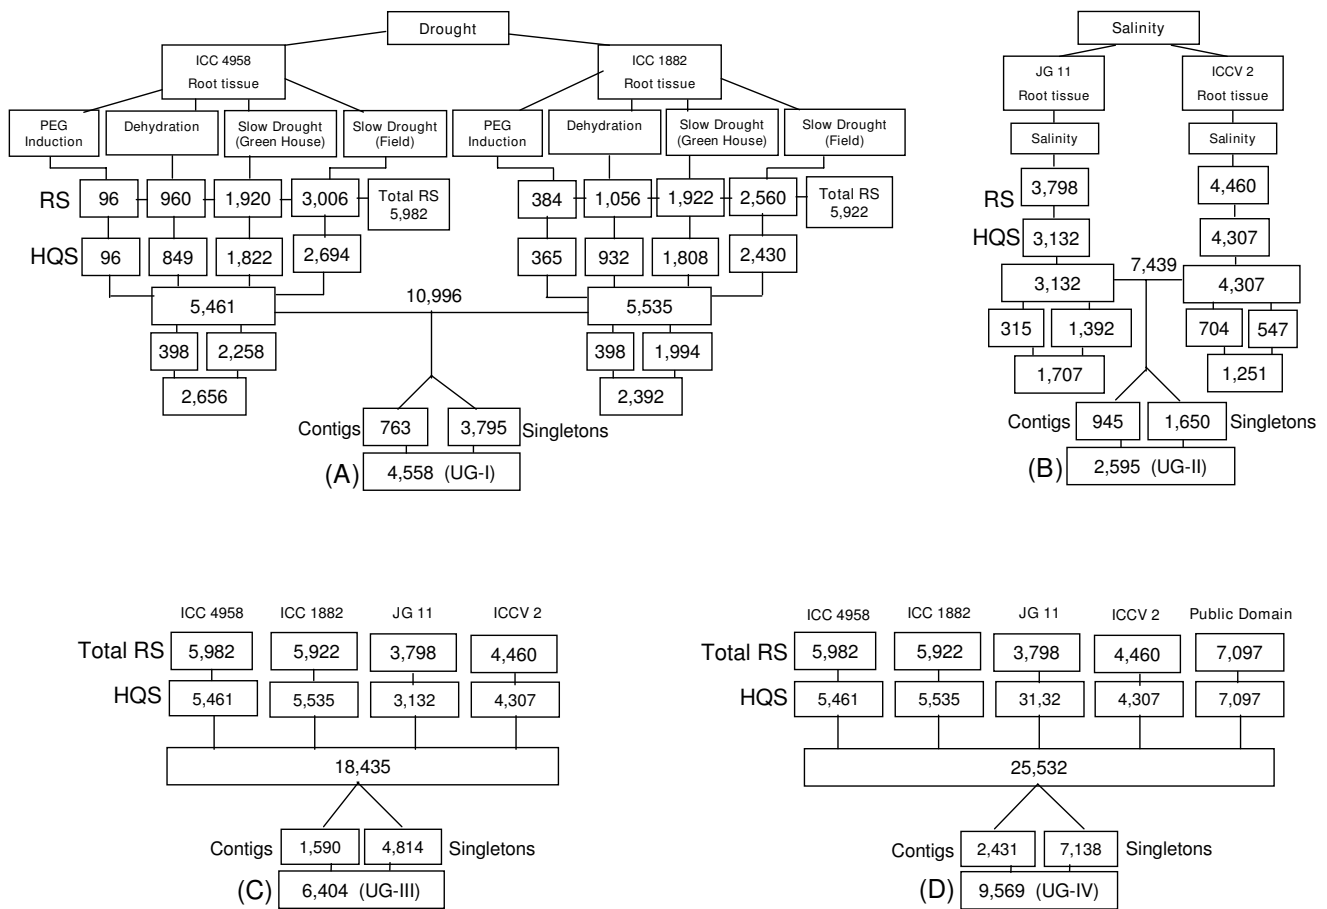 Drought
ICC 4958
Root tissue
ICC 1882
Root tissue
PEG
Induction
Dehydration
Slow Drought
(Green House)
Slow Drought
(Field)
PEG
Induction
Dehydration
Slow Drought
(Green House)
Slow Drought
(Field)
RS
96
960
1,920
3,006
Total RS
5,982
384
1,056
1,922
2,560
Total RS
5,922
HQS
96
849
1,822
2,694
365
932
1,808
2,430
5,461
10,996
5,535
398
2,258
398
1,994
2,656
2,392
Contigs
763
3,795
Singletons
(A)
4,558 (UG-I)
Salinity
JG 11
Root tissue
ICCV 2
Root tissue
Salinity
Salinity
RS
3,798
4,460
HQS
3,132
4,307
3,132
7,439
4,307
315
1,392
704
547
1,707
1,251
Contigs
945
1,650
Singletons
(B)
2,595 (UG-II)
ICC 4958
ICC 1882
JG 11
ICCV 2
Total RS
5,982
5,922
3,798
4,460
HQS
5,461
5,535
3,132
4,307
18,435
Contigs
1,590
4,814
Singletons
(C)
6,404 (UG-III)
ICC 4958
ICC 1882
JG 11
ICCV 2
Public Domain
Total RS
5,982
5,922
3,798
4,460
7,097
HQS
5,461
5,535
31,32
4,307
7,097
25,532
Contigs
2,431
7,138
Singletons
(D)
9,569 (UG-IV)